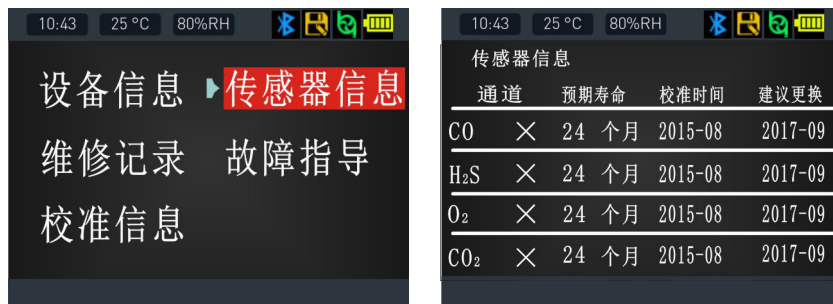 10:43 25 °C 80%RH
设备信息 传感器信息
维修记录 故障指导
校准信息
10:43 25 °C 80%RH
传感器信息
通道 预期寿命 校准时间 建议更换
CO × 24 个月 2015-08 2017-09
H₂S × 24 个月 2015-08 2017-09
O₂ × 24 个月 2015-08 2017-09
CO₂ × 24 个月 2015-08 2017-09